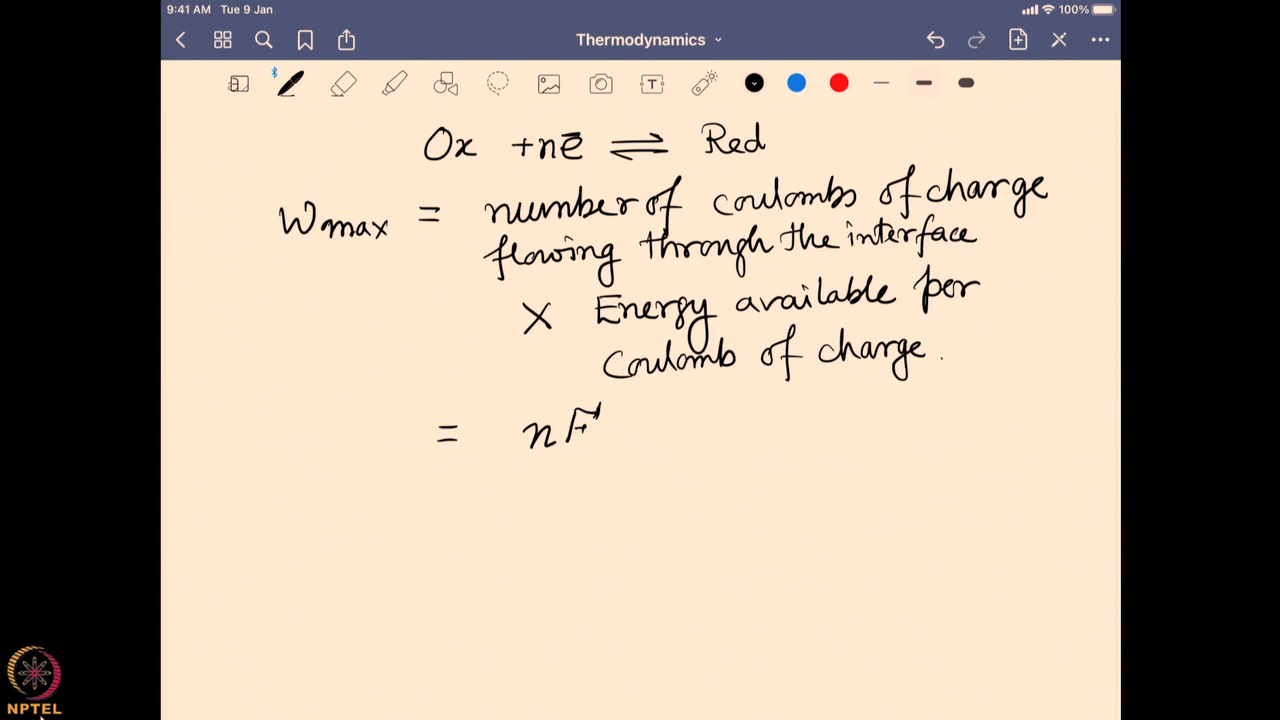 9:41 AM Tue 9 Jan
100%
Thermodynamics
T
Ox +nē ⇌ Red
Wmax = number of coulombs of charge
flowing through the interface
× Energy available per
Coulomb of charge.
= nF
NPTEL